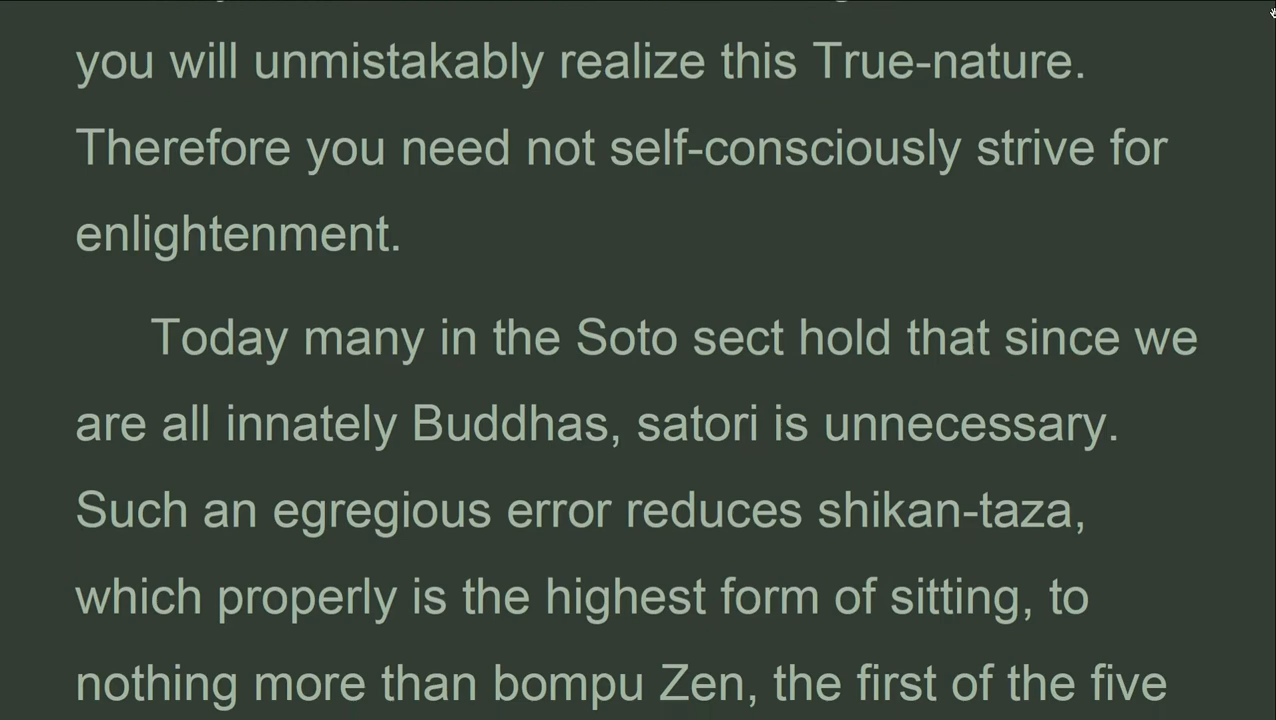 you will unmistakably realize this True-nature.
Therefore you need not self-consciously strive for
enlightenment.
Today many in the Soto sect hold that since we
are all innately Buddhas, satori is unnecessary.
Such an egregious error reduces shikan-taza,
which properly is the highest form of sitting, to
nothing more than bompu Zen, the first of the five